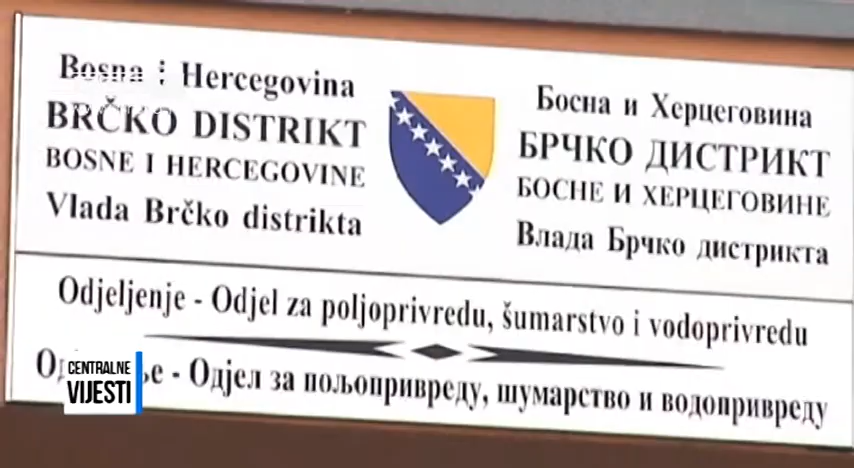 Bosna i Hercegovina
BRČKO DISTRIKT
BOSNE I HERCEGOVINE
Vlada Brčko distrikta
Босна и Херцеговина
БРЧКО ДИСТРИКТ
БОСНЕ И ХЕРЦЕГОВИНЕ
Влада Брчко дистрикта
Odjeljenje - Odjel za poljoprivredu, šumarstvo i vodoprivredu
- Одјел за пољопривреду, шумарство и водопривреду
CENTRALNE
VIJESTI